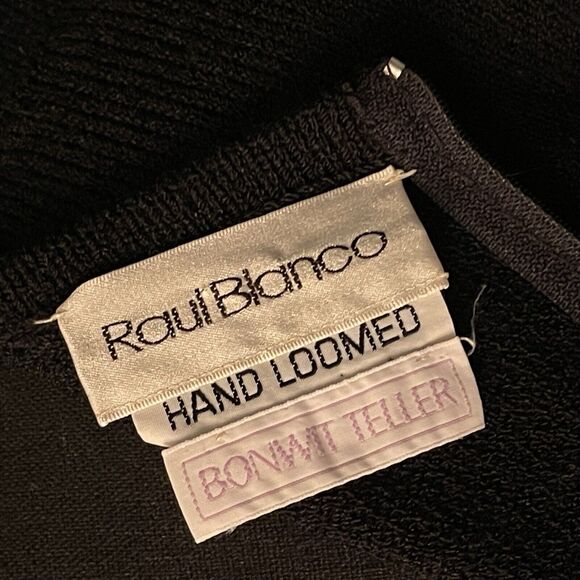 Raul Blanco
HAND LOOMED
BONWIT TELLER